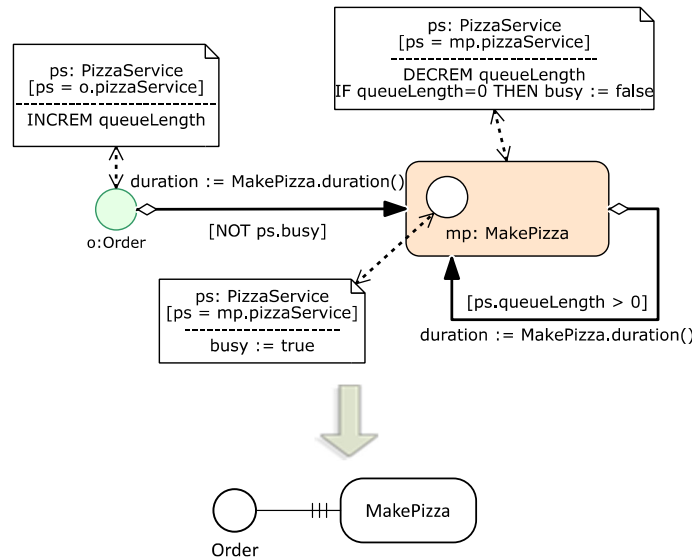 ps: PizzaService
[ps = o.pizzaService]
INCREM queueLength
ps: PizzaService
[ps = mp.pizzaService]
DECREM queueLength
IF queueLength=0 THEN busy := false
duration := MakePizza.duration()
o:Order
[NOT ps.busy]
mp: MakePizza
ps: PizzaService
[ps = mp.pizzaService]
busy := true
[ps.queueLength > 0]
duration := MakePizza.duration()
MakePizza
Order